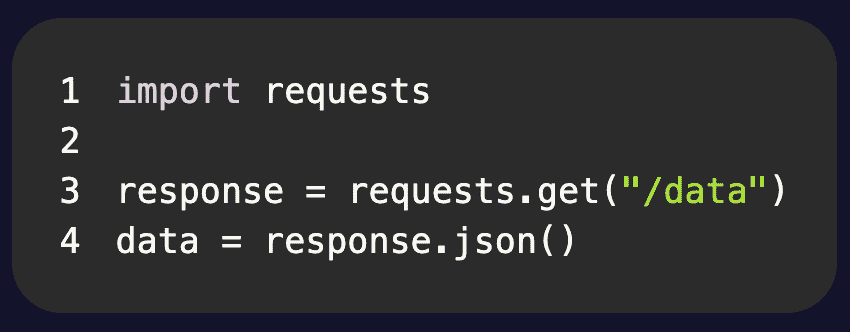 1 import requests
2
3 response = requests.get("/data")
4 data = response.json()